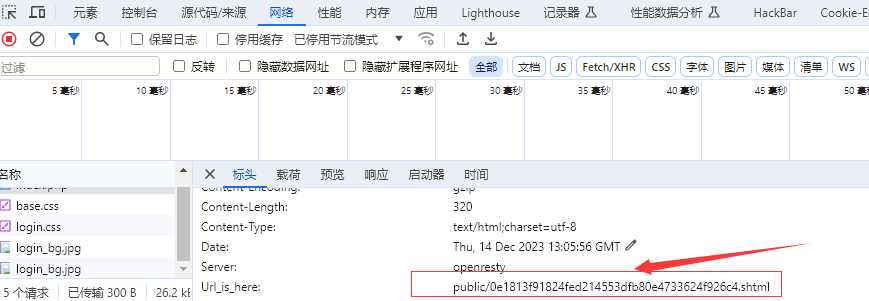 元素 控制台 源代码/来源 网络 性能 内存 应用 Lighthouse 记录器 性能数据分析 HackBar Cookie-E
保留日志 停用缓存 已停用节流模式
过滤 反转 隐藏数据网址 隐藏扩展程序网址 全部 文档 JS Fetch/XHR CSS 字体 图片 媒体 清单 WS
5 毫秒 10 毫秒 15 毫秒 20 毫秒 25 毫秒 30 毫秒 35 毫秒 40 毫秒 45 毫秒 50 毫秒
名称 标头 载荷 预览 响应 启动器 时间
index.php Content-Encoding: gzip
base.css Content-Length: 320
login.css Content-Type: text/html;charset=utf-8
login_bg.jpg Date: Thu, 14 Dec 2023 13:05:56 GMT
login_bg.jpg Server: openresty
5 个请求 已传输 300 B 26.2 k Url_is_here: public/0e1813f91824fed214553dfb80e4733624f926c4.shtml